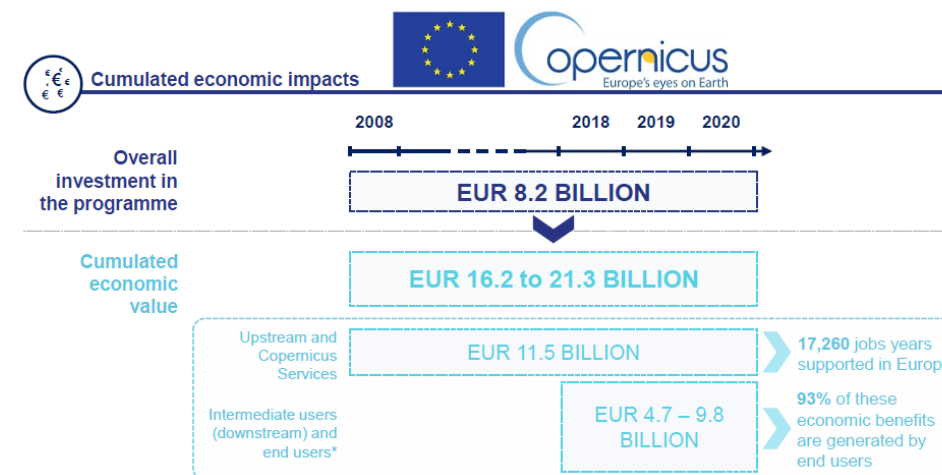 Copernicus
Europe's eyes on Earth
Cumulated economic impacts
2008 2018 2019 2020
Overall
investment in
the programme
EUR 8.2 BILLION
Cumulated
economic
value
EUR 16.2 to 21.3 BILLION
Upstream and
Copernicus
Services
EUR 11.5 BILLION
17,260 jobs years
supported in Europ
Intermediate users
(downstream) and
end users*
EUR 4.7 – 9.8
BILLION
93% of these
economic benefits
are generated by
end users